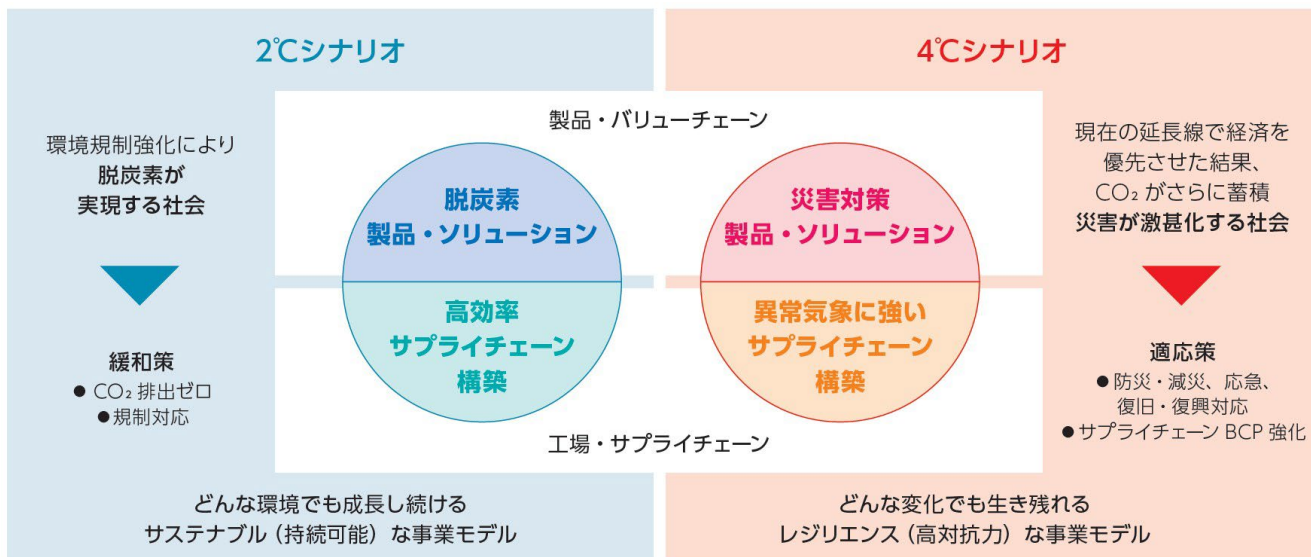 2℃シナリオ
環境規制強化により
脱炭素が
実現する社会
緩和策
● CO₂ 排出ゼロ
● 規制対応
製品・バリューチェーン
脱炭素
製品・ソリューション
高効率
サプライチェーン
構築
災害対策
製品・ソリューション
異常気象に強い
サプライチェーン
構築
工場・サプライチェーン
どんな環境でも成長し続ける
サステナブル（持続可能）な事業モデル
4℃シナリオ
現在の延長線で経済を
優先させた結果、
CO₂ がさらに蓄積
災害が激甚化する社会
適応策
● 防災・減災、応急、
復旧・復興対応
● サプライチェーン BCP 強化
どんな変化でも生き残れる
レジリエンス（高対抗力）な事業モデル